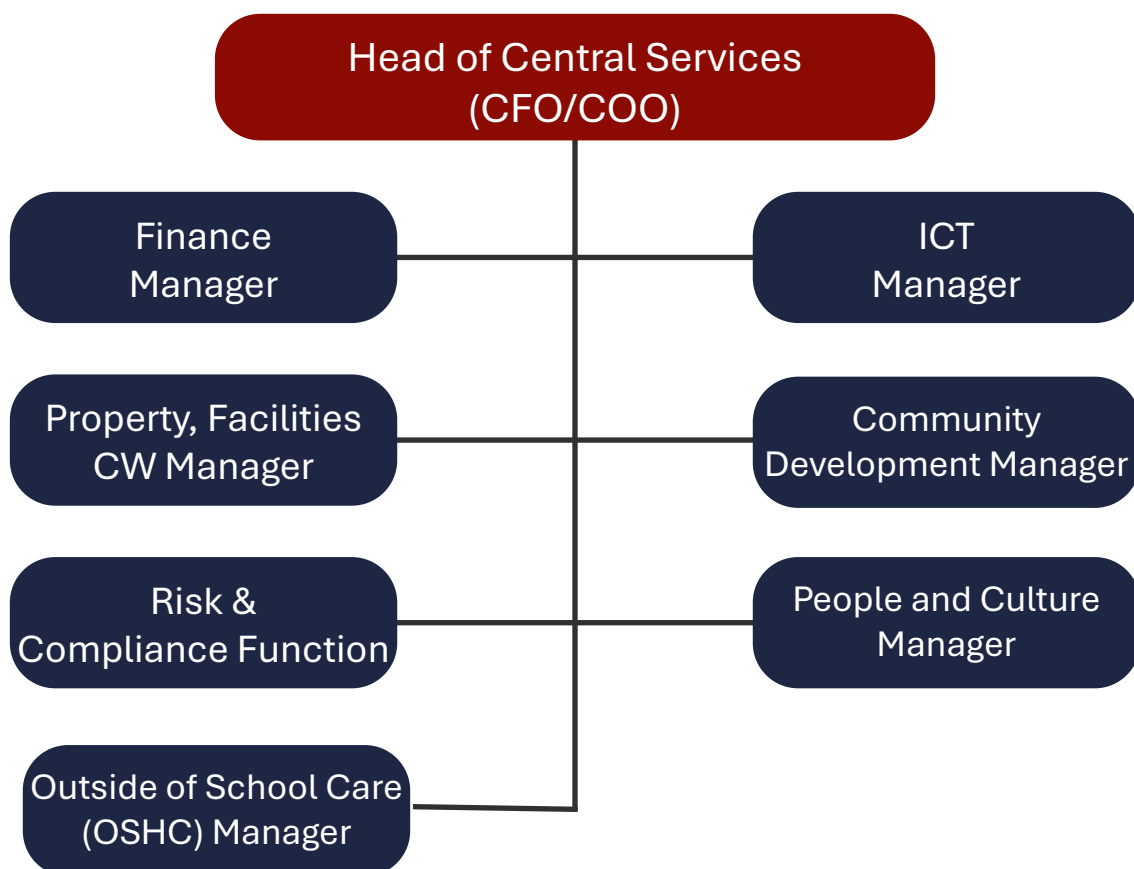 Head of Central Services
(CFO/COO)
Finance
Manager
ICT
Manager
Property, Facilities
CW Manager
Community
Development Manager
Risk &
Compliance Function
People and Culture
Manager
Outside of School Care
(OSHC) Manager